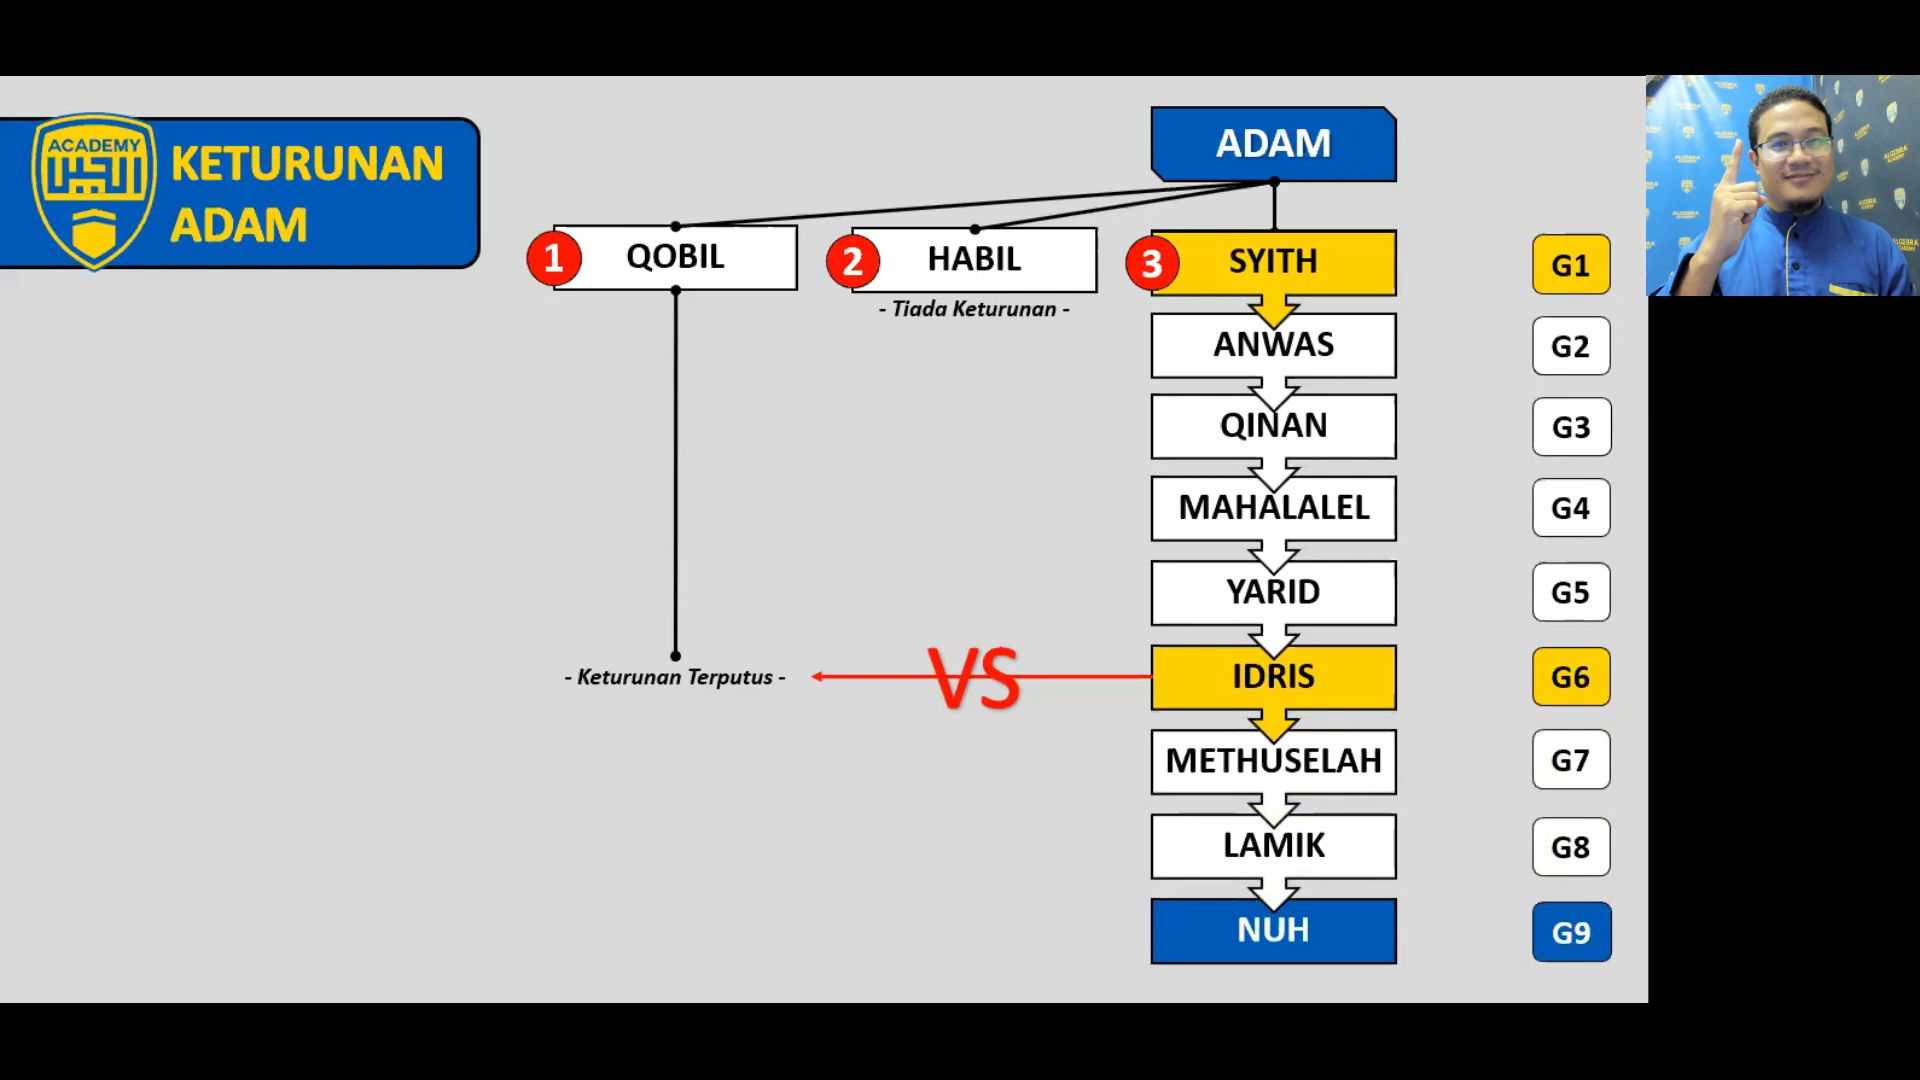 ACADEMY
KETURUNAN
ADAM
ADAM
1
QOBIL
2
HABIL
3
SYITH
G1
- Tiada Keturunan -
ANWAS
G2
QINAN
G3
MAHALALEL
G4
YARID
G5
- Keturunan Terputus -
VS
IDRIS
G6
METHUSELAH
G7
LAMIK
G8
NUH
G9